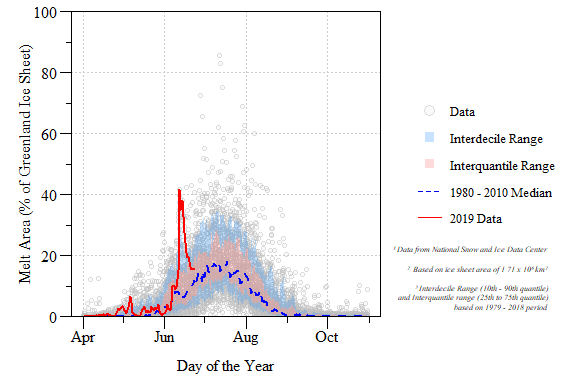 100
80
60
40
20
0
Melt Area (% of Greenland Ice Sheet)
Apr Jun Aug Oct
Day of the Year
Data
Interdecile Range
Interquantile Range
1980 - 2010 Median
2019 Data
¹ Data from National Snow and Ice Data Center
² Based on ice sheet area of 1.71 x 10⁶ km²
³ Interdecile Range (10th - 90th quantile)
and Interquantile range (25th to 75th quantile)
based on 1979 - 2018 period